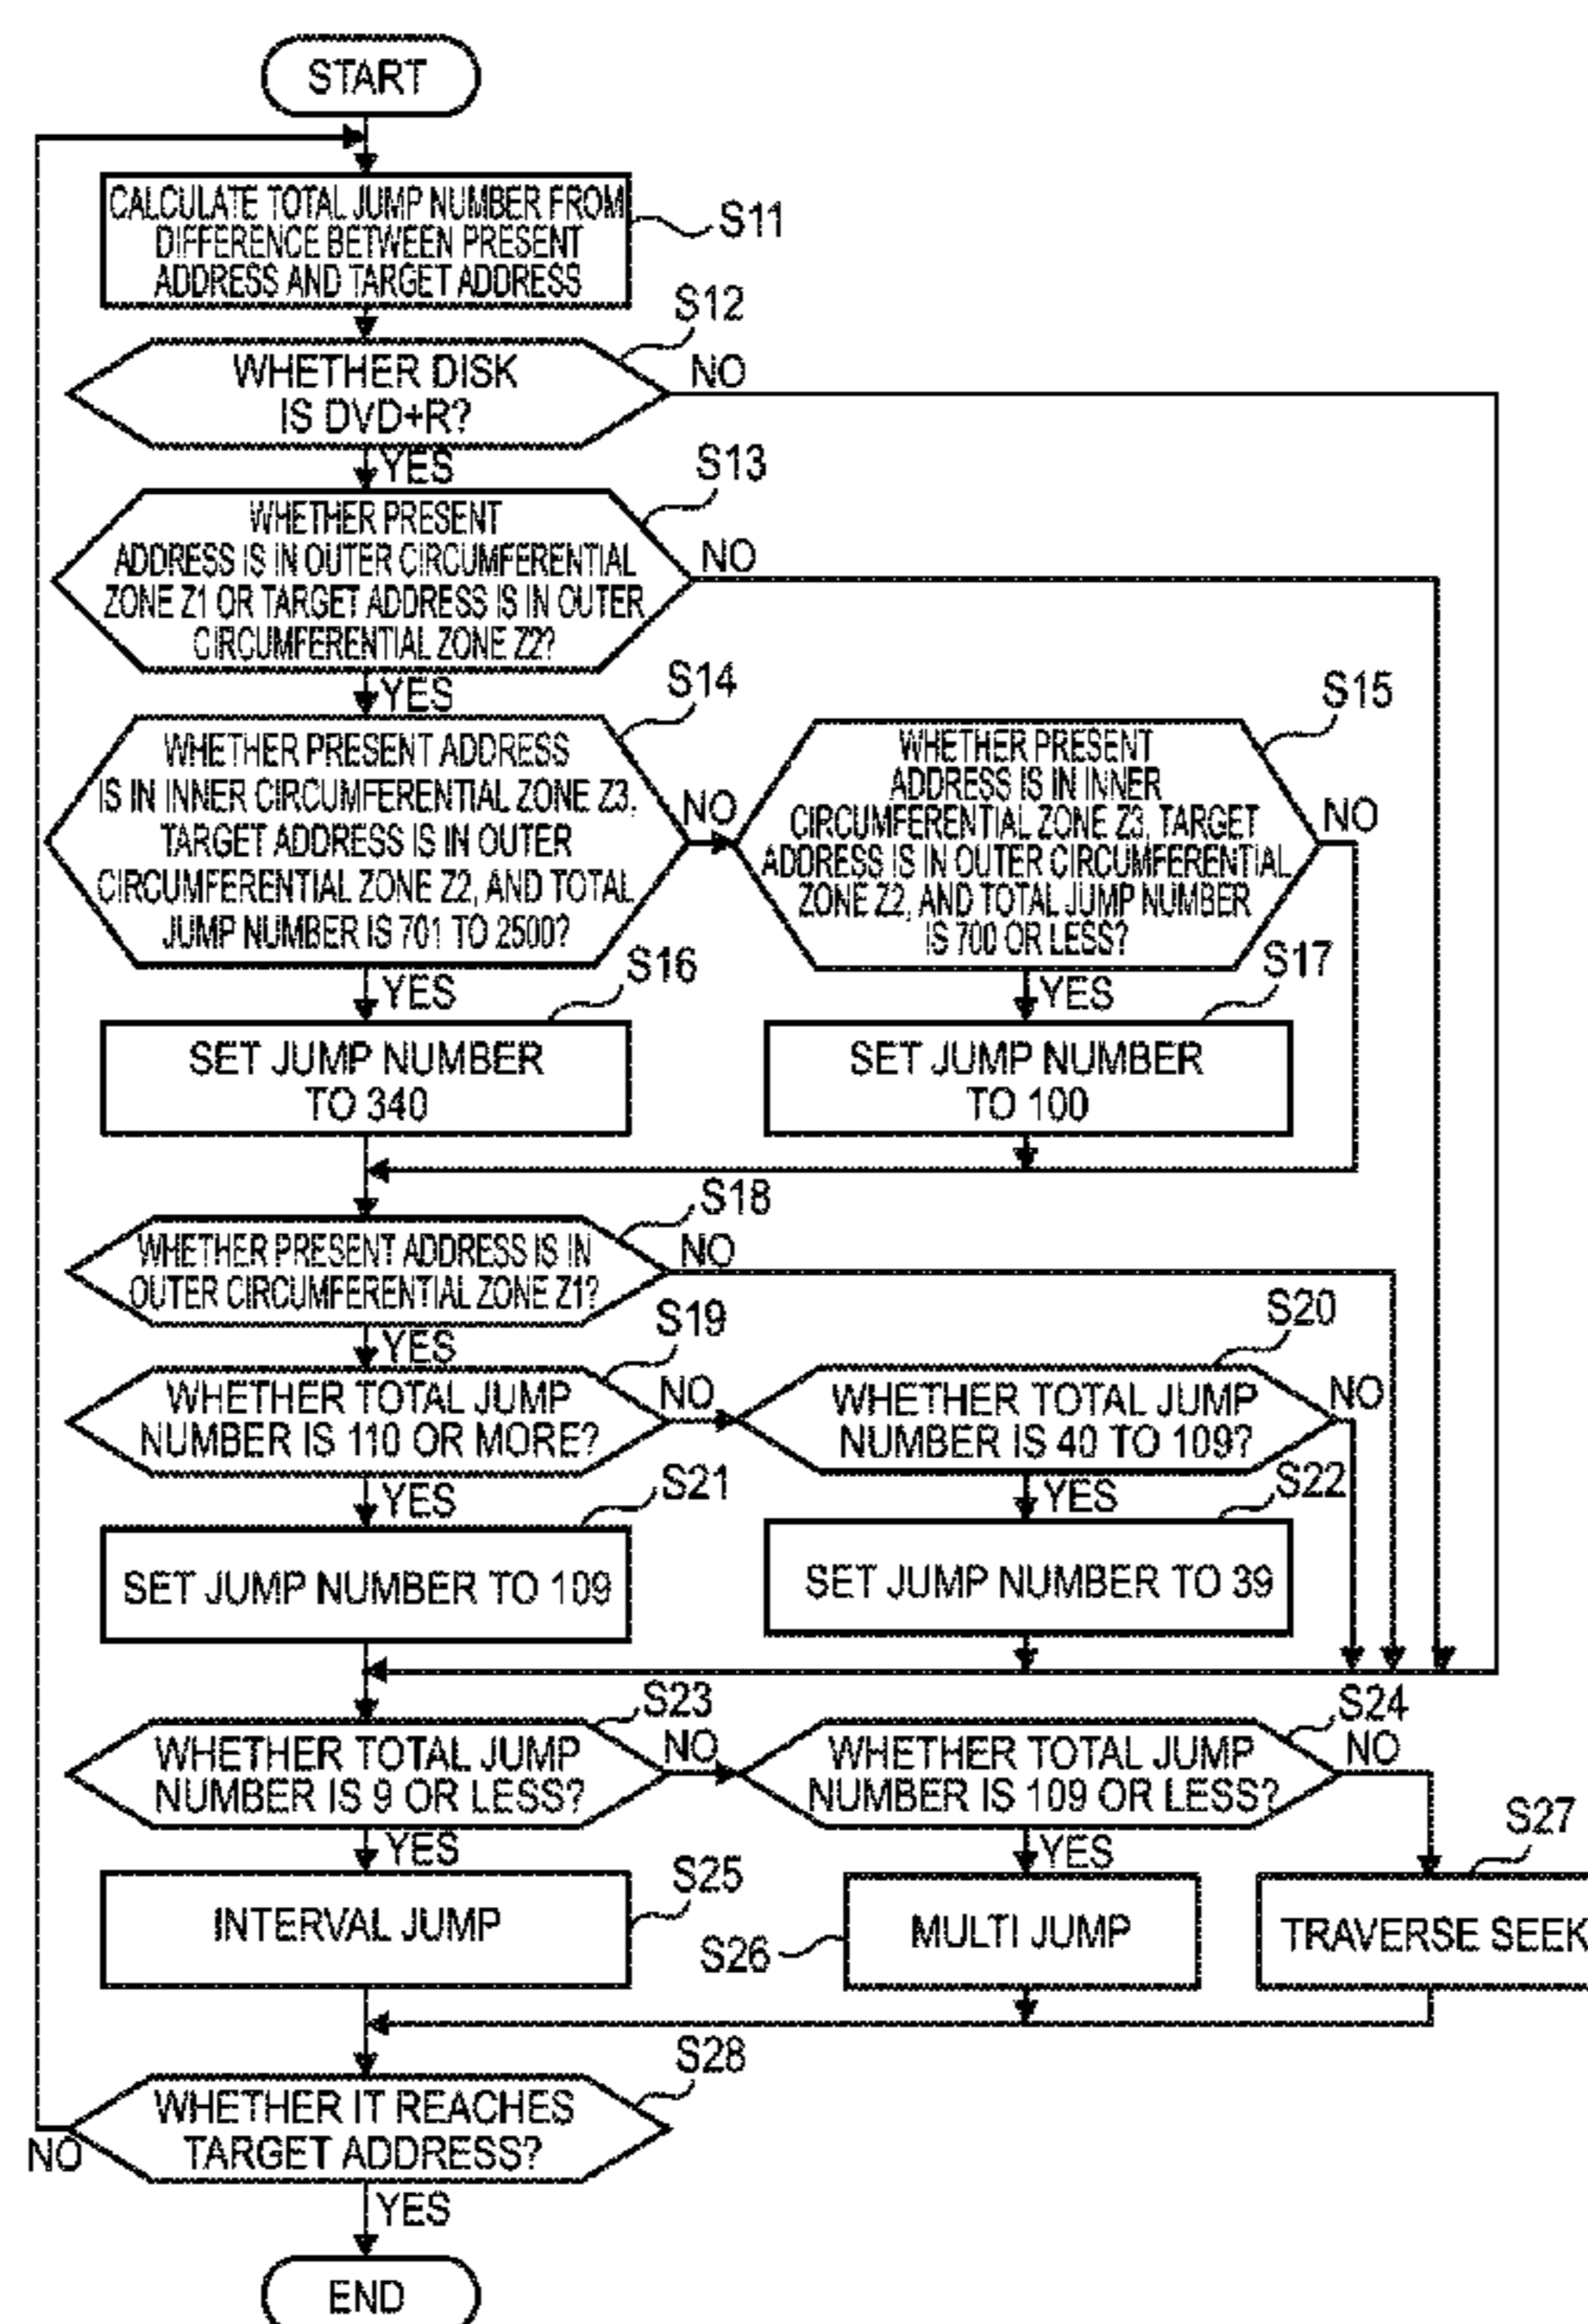 START
CALCULATE TOTAL JUMP NUMBER FROM
DIFFERENCE BETWEEN PRESENT
ADDRESS AND TARGET ADDRESS
S11
S12
WHETHER DISK
IS DVD+R?
NO
YES
S13
WHETHER PRESENT
ADDRESS IS IN OUTER CIRCUMFERENTIAL
ZONE Z1 OR TARGET ADDRESS IS IN OUTER
CIRCUMFERENTIAL ZONE Z2?
NO
YES
S14
WHETHER PRESENT ADDRESS
IS IN INNER CIRCUMFERENTIAL ZONE Z3,
TARGET ADDRESS IS IN OUTER
CIRCUMFERENTIAL ZONE Z2, AND TOTAL
JUMP NUMBER IS 701 TO 2500?
NO
S15
WHETHER PRESENT
ADDRESS IS IN INNER
CIRCUMFERENTIAL ZONE Z3, TARGET
ADDRESS IS IN OUTER CIRCUMFERENTIAL
ZONE Z2, AND TOTAL JUMP NUMBER
IS 700 OR LESS?
NO
YES
S16
SET JUMP NUMBER
TO 340
YES
S17
SET JUMP NUMBER
TO 100
S18
WHETHER PRESENT ADDRESS IS IN
OUTER CIRCUMFERENTIAL ZONE Z1?
NO
YES
S19
WHETHER TOTAL JUMP
NUMBER IS 110 OR MORE?
NO
S20
WHETHER TOTAL JUMP
NUMBER IS 40 TO 109?
NO
YES
S21
SET JUMP NUMBER TO 109
YES
S22
SET JUMP NUMBER TO 39
S23
WHETHER TOTAL JUMP
NUMBER IS 9 OR LESS?
NO
S24
WHETHER TOTAL JUMP
NUMBER IS 109 OR LESS?
NO
YES
S25
INTERVAL JUMP
YES
S26
MULTI JUMP
S27
TRAVERSE SEEK
S28
WHETHER IT REACHES
TARGET ADDRESS?
NO
YES
END